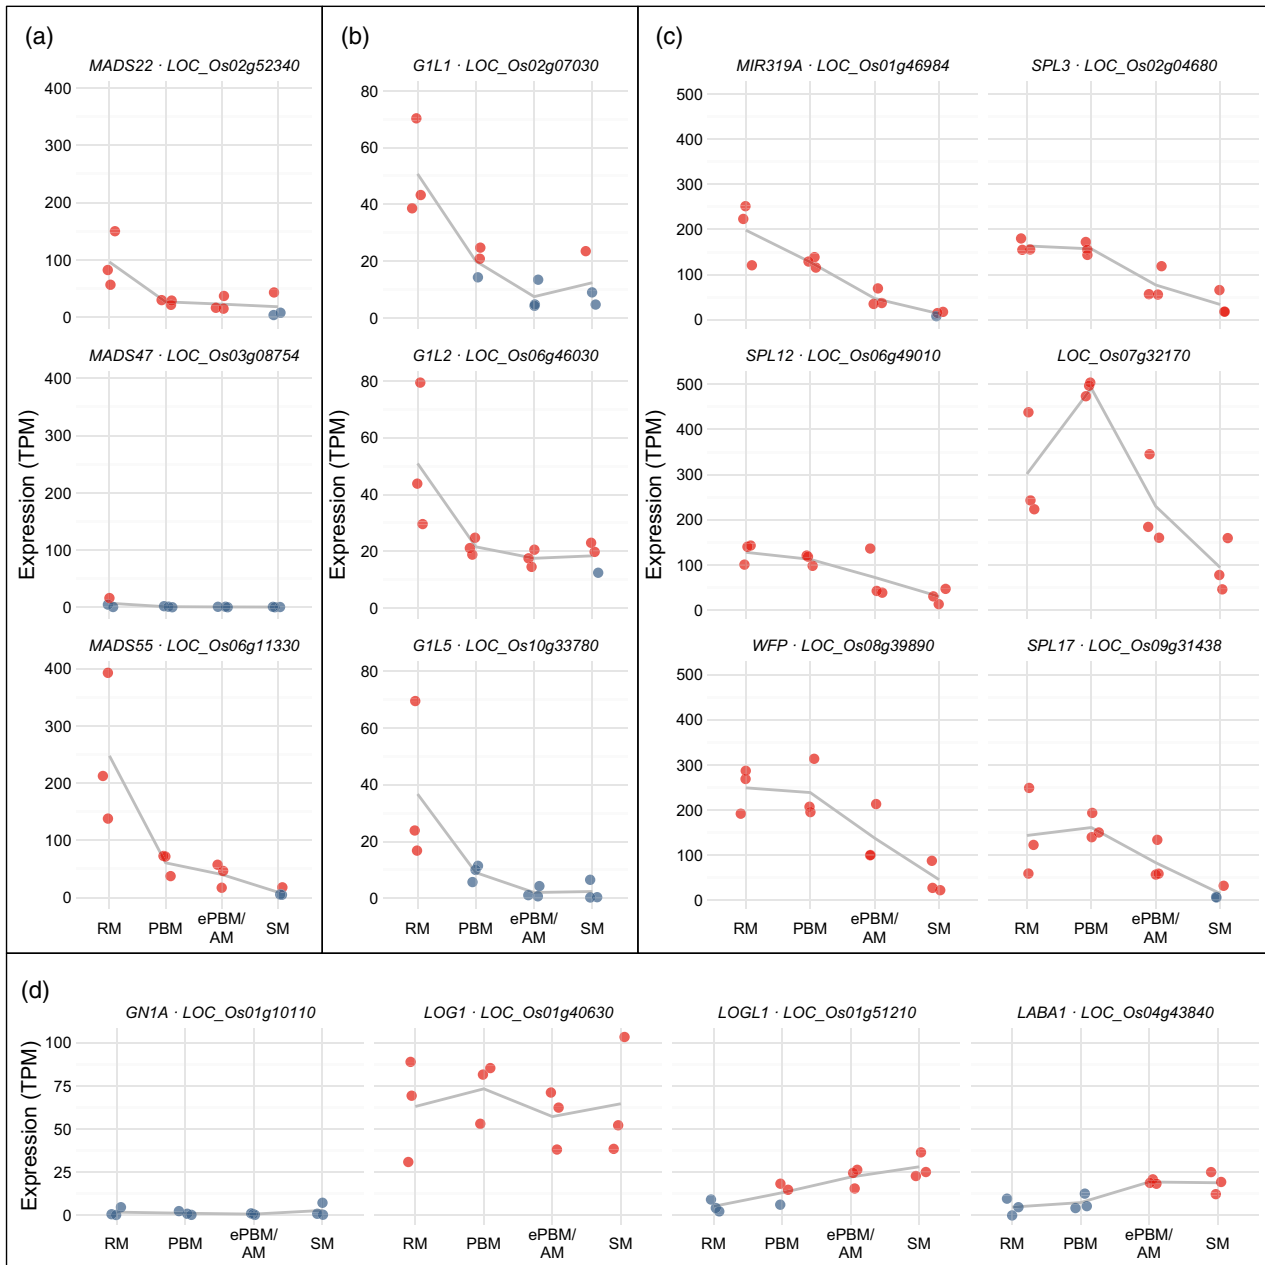 (a)
MADS22 · LOC_Os02g52340
400
300
200
100
0
MADS47 · LOC_Os03g08754
400
300
200
100
0
MADS55 · LOC_Os06g11330
400
300
200
100
0
Expression (TPM)
RM PBM ePBM/ SM
AM
(b)
G1L1 · LOC_Os02g07030
80
60
40
20
0
G1L2 · LOC_Os06g46030
80
60
40
20
0
G1L5 · LOC_Os10g33780
80
60
40
20
0
Expression (TPM)
RM PBM ePBM/ SM
AM
(c)
MIR319A · LOC_Os01g46984 SPL3 · LOC_Os02g04680
500
400
300
200
100
0
SPL12 · LOC_Os06g49010 LOC_Os07g32170
500
400
300
200
100
0
WFP · LOC_Os08g39890 SPL17 · LOC_Os09g31438
500
400
300
200
100
0
Expression (TPM)
RM PBM ePBM/ SM RM PBM ePBM/ SM
AM AM
(d)
GN1A · LOC_Os01g10110 LOG1 · LOC_Os01g40630 LOGL1 · LOC_Os01g51210 LABA1 · LOC_Os04g43840
100
75
50
25
0
Expression (TPM)
RM PBM ePBM/ SM RM PBM ePBM/ SM RM PBM ePBM/ SM RM PBM ePBM/ SM
AM AM AM AM